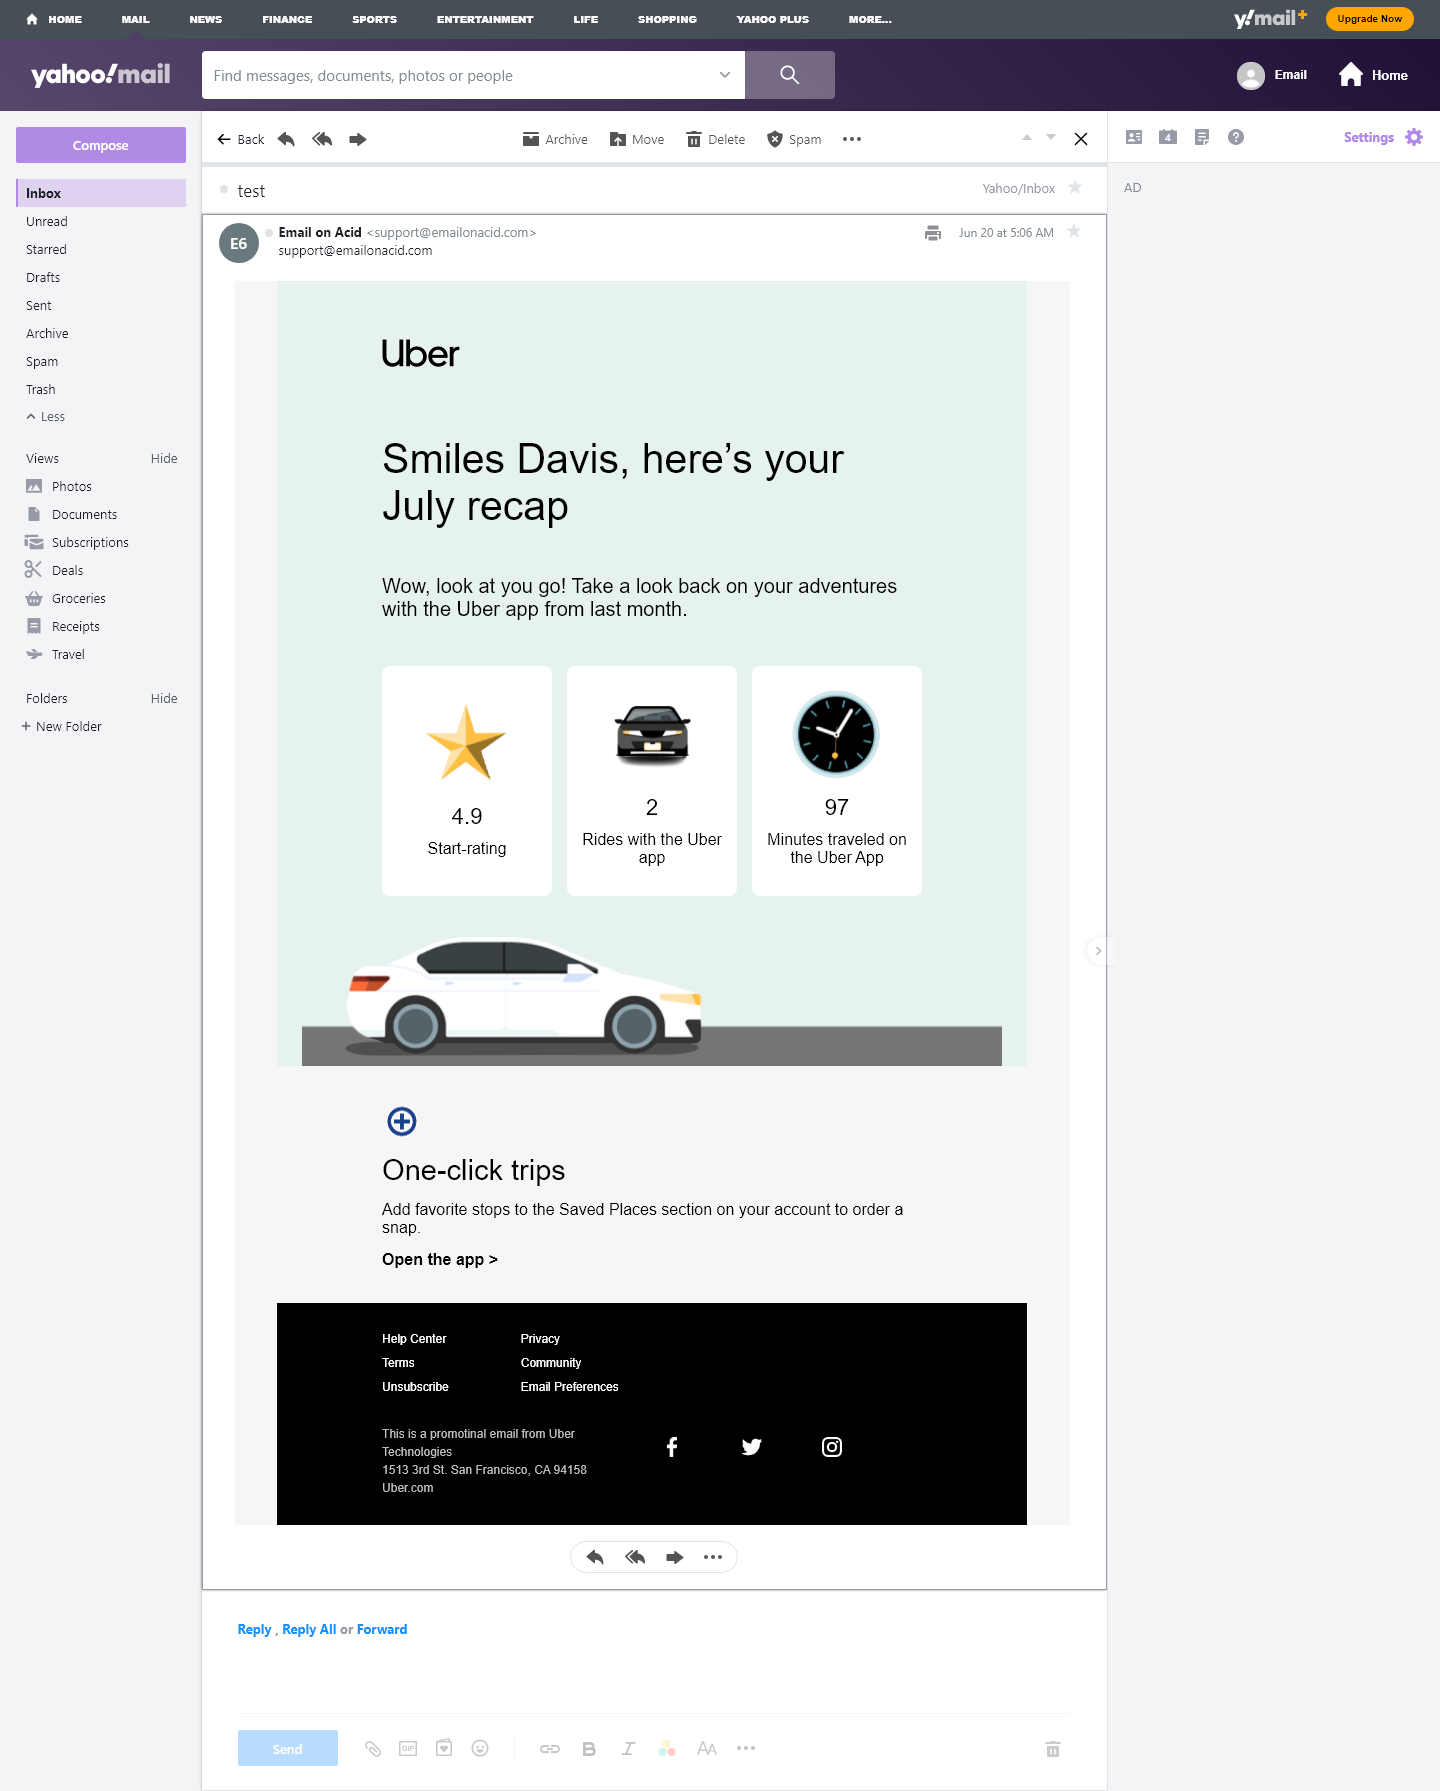 HOME MAIL NEWS FINANCE SPORTS ENTERTAINMENT LIFE SHOPPING YAHOO PLUS MORE...
y!mail+ Upgrade Now
yahoo!mail
Find messages, documents, photos or people
Email Home
Compose
Inbox
Unread
Starred
Drafts
Sent
Archive
Spam
Trash
Less
Views Hide
Photos
Documents
Subscriptions
Deals
Groceries
Receipts
Travel
Folders Hide
+ New Folder
Back
Archive Move Delete Spam
4
Settings
AD
test
Yahoo/Inbox
E6
Email on Acid <support@emailonacid.com>
support@emailonacid.com
Jun 20 at 5:06 AM
Uber
Smiles Davis, here’s your
July recap
Wow, look at you go! Take a look back on your adventures
with the Uber app from last month.
4.9
Start-rating
2
Rides with the Uber
app
97
Minutes traveled on
the Uber App
One-click trips
Add favorite stops to the Saved Places section on your account to order a
snap.
Open the app >
Help Center Privacy
Terms Community
Unsubscribe Email Preferences
This is a promotinal email from Uber
Technologies
1513 3rd St. San Francisco, CA 94158
Uber.com
Reply , Reply All or Forward
Send
GIF
B I AA